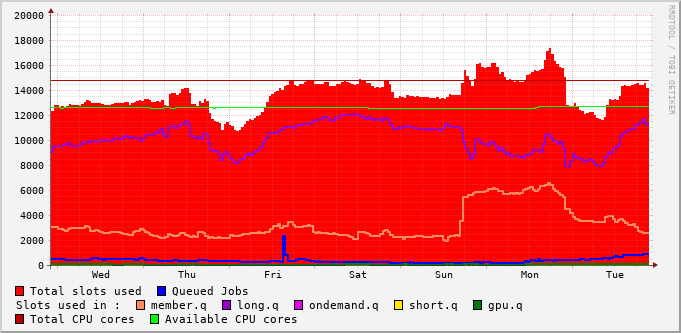 20000
18000
16000
14000
12000
10000
8000
6000
4000
2000
0
Wed Thu Fri Sat Sun Mon Tue
RRDTOOL / TOBI OETIKER
Total slots used Queued Jobs
Slots used in : member.q long.q ondemand.q short.q gpu.q
Total CPU cores Available CPU cores